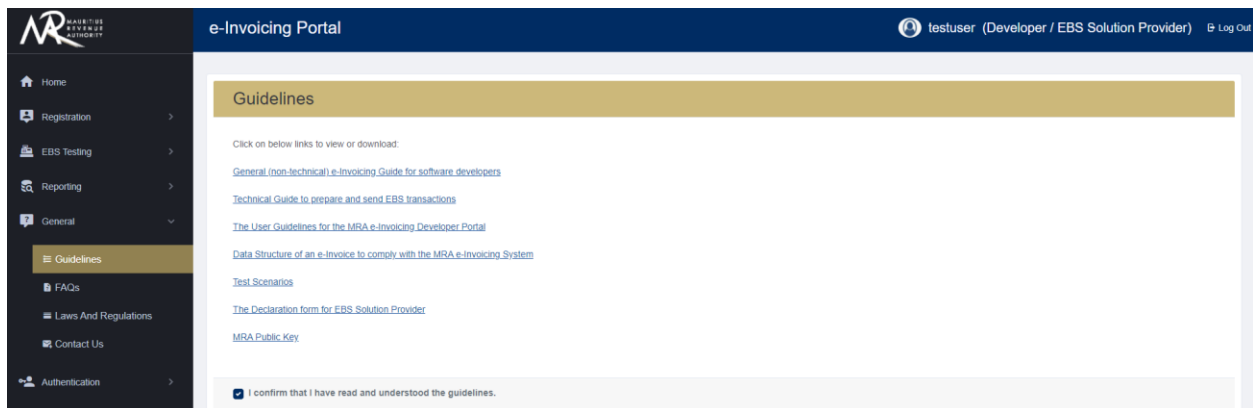 MAURITIUS
REVENUE
AUTHORITY
e-Invoicing Portal
testuser (Developer / EBS Solution Provider)
Log Out
Home
Registration
EBS Testing
Reporting
General
Guidelines
FAQs
Laws And Regulations
Contact Us
Authentication
Guidelines
Click on below links to view or download:
General (non-technical) e-Invoicing Guide for software developers
Technical Guide to prepare and send EBS transactions
The User Guidelines for the MRA e-Invoicing Developer Portal
Data Structure of an e-Invoice to comply with the MRA e-Invoicing System
Test Scenarios
The Declaration form for EBS Solution Provider
MRA Public Key
I confirm that I have read and understood the guidelines.